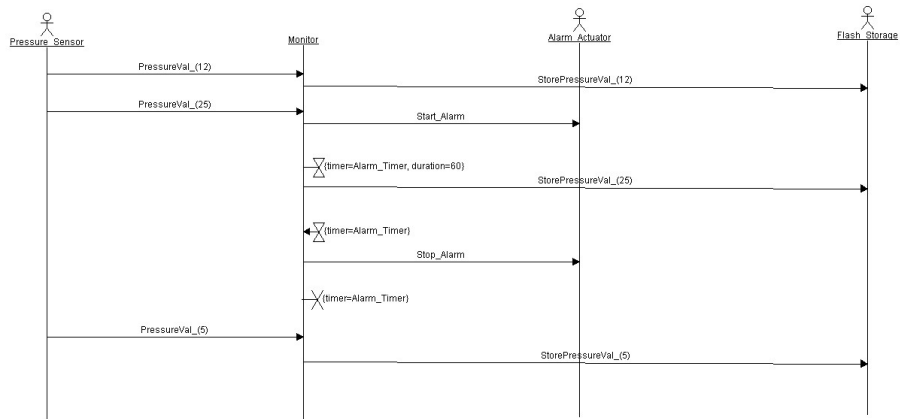 Pressure_Sensor
Monitor
Alarm_Actuator
Flash_Storage
PressureVal_(12)
StorePressureVal_(12)
PressureVal_(25)
Start_Alarm
{timer=Alarm_Timer, duration=60}
StorePressureVal_(25)
{timer=Alarm_Timer}
Stop_Alarm
{timer=Alarm_Timer}
PressureVal_(5)
StorePressureVal_(5)